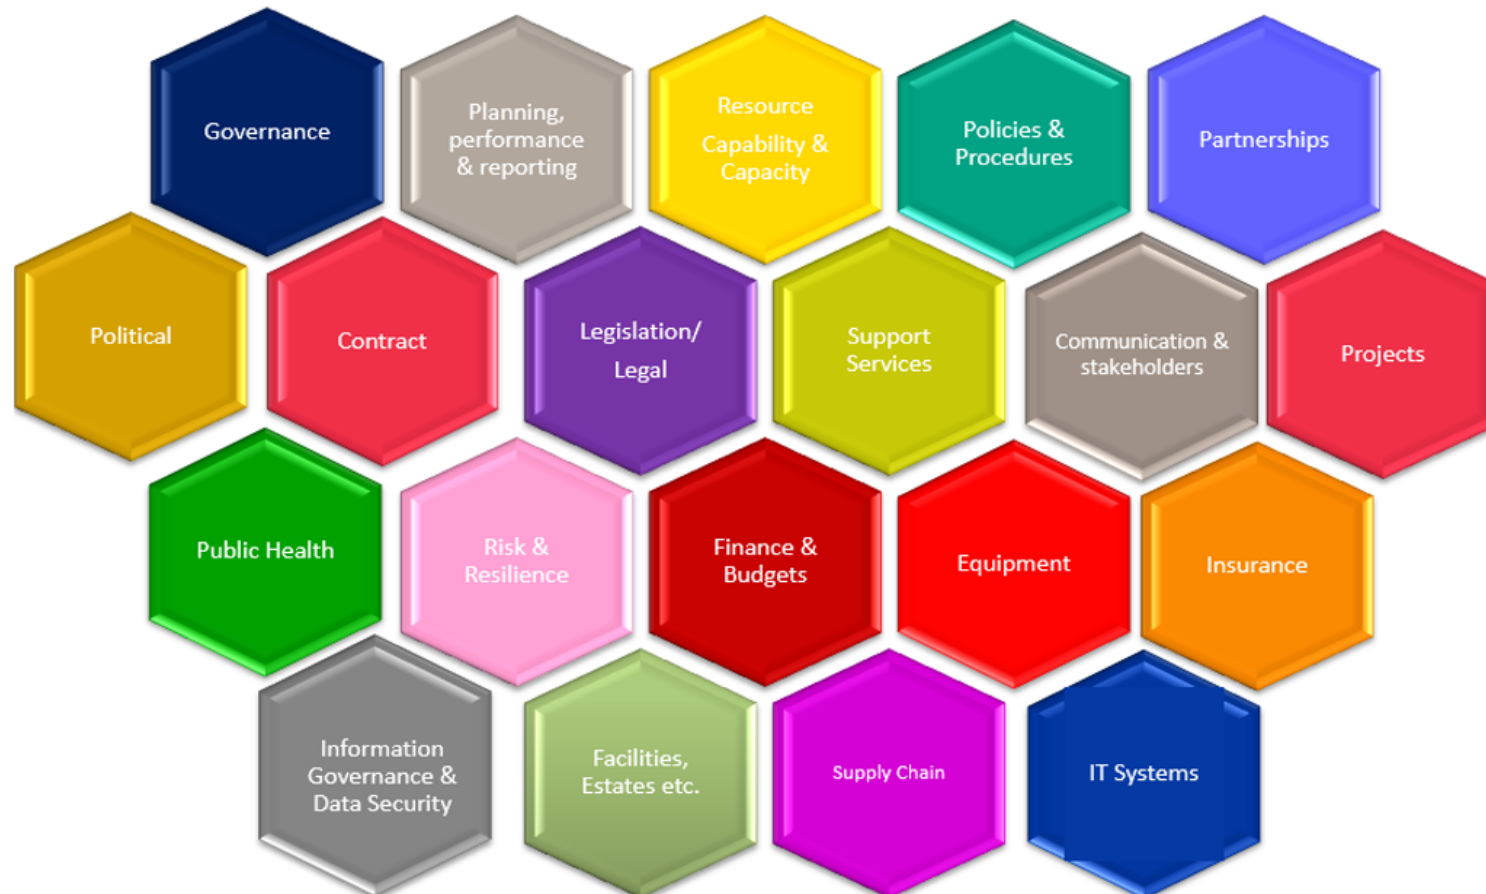 Governance
Planning,
performance
& reporting
Resource
Capability &
Capacity
Policies &
Procedures
Partnerships
Political
Contract
Legislation/
Legal
Support
Services
Communication &
stakeholders
Projects
Public Health
Risk &
Resilience
Finance &
Budgets
Equipment
Insurance
Information
Governance &
Data Security
Facilities,
Estates etc.
Supply Chain
IT Systems